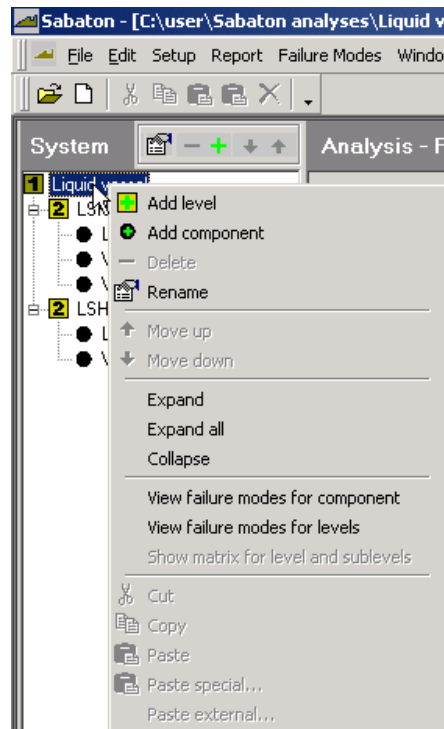 Sabaton - [C:\user\Sabaton analyses\Liquid v
File Edit Setup Report Failure Modes Windo
System
Analysis - F
1 Liquid
2 LSN
L
V
V
2 LSH
L
V
Add level
Add component
Delete
Rename
Move up
Move down
Expand
Expand all
Collapse
View failure modes for component
View failure modes for levels
Show matrix for level and sublevels
Cut
Copy
Paste
Paste special...
Paste external...